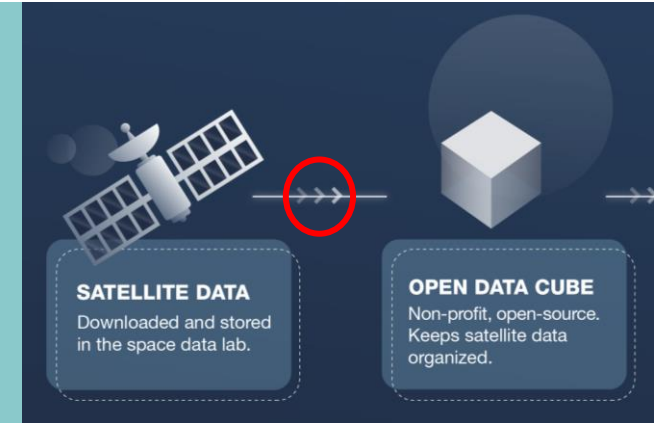 SATELLITE DATA
Downloaded and stored
in the space data lab.
OPEN DATA CUBE
Non-profit, open-source.
Keeps satellite data
organized.